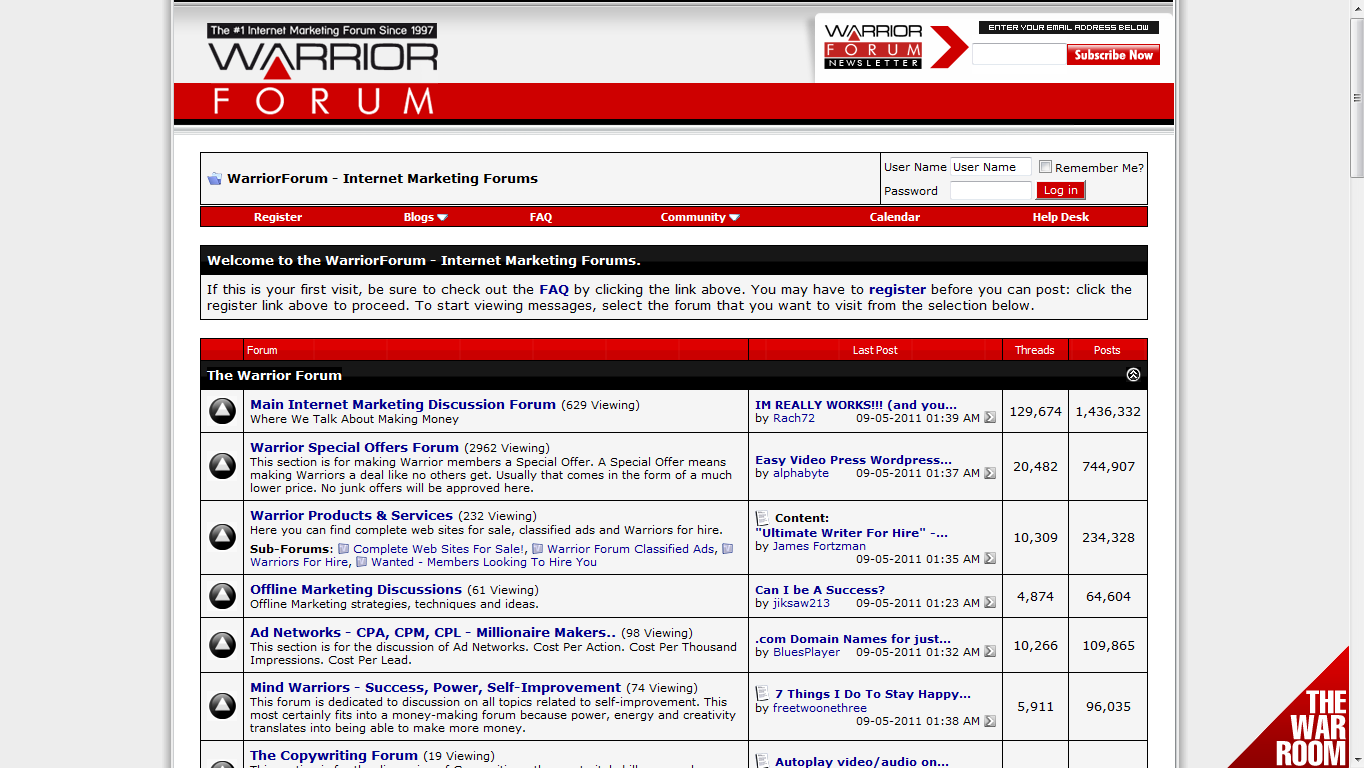 The #1 Internet Marketing Forum Since 1997
WARRIOR
FORUM
WARRIOR
FORUM
NEWSLETTER
ENTER YOUR EMAIL ADDRESS BELOW
Subscribe Now
WarriorForum - Internet Marketing Forums
User Name User Name Remember Me?
Password Log in
Register Blogs FAQ Community Calendar Help Desk
Welcome to the WarriorForum - Internet Marketing Forums.
If this is your first visit, be sure to check out the FAQ by clicking the link above. You may have to register before you can post: click the
register link above to proceed. To start viewing messages, select the forum that you want to visit from the selection below.
Forum Last Post Threads Posts
The Warrior Forum
Main Internet Marketing Discussion Forum (629 Viewing)
Where We Talk About Making Money
IM REALLY WORKS!!! (and you...
by Rach72 09-05-2011 01:39 AM
129,674 1,436,332
Warrior Special Offers Forum (2962 Viewing)
This section is for making Warrior members a Special Offer. A Special Offer means
making Warriors a deal like no others get. Usually that comes in the form of a much
lower price. No junk offers will be approved here.
Easy Video Press Wordpress...
by alphabyte 09-05-2011 01:37 AM
20,482 744,907
Warrior Products & Services (232 Viewing)
Here you can find complete web sites for sale, classified ads and Warriors for hire.
Sub-Forums: Complete Web Sites For Sale!, Warrior Forum Classified Ads,
Warriors For Hire, Wanted - Members Looking To Hire You
Content:
"Ultimate Writer For Hire" -...
by James Fortzman
09-05-2011 01:35 AM
10,309 234,328
Offline Marketing Discussions (61 Viewing)
Offline Marketing strategies, techniques and ideas.
Can I be A Success?
by jiksaw213 09-05-2011 01:23 AM
4,874 64,604
Ad Networks - CPA, CPM, CPL - Millionaire Makers.. (98 Viewing)
This section is for the discussion of Ad Networks. Cost Per Action. Cost Per Thousand
Impressions. Cost Per Lead.
.com Domain Names for just...
by BluesPlayer 09-05-2011 01:32 AM
10,266 109,865
Mind Warriors - Success, Power, Self-Improvement (74 Viewing)
This forum is dedicated to discussion on all topics related to self-improvement. This
most certainly fits into a money-making forum because power, energy and creativity
translates into being able to make more money.
7 Things I Do To Stay Happy...
by freetwoonethree
09-05-2011 01:38 AM
5,911 96,035
The Copywriting Forum (19 Viewing)
Autoplay video/audio on...
THE
WAR
ROOM